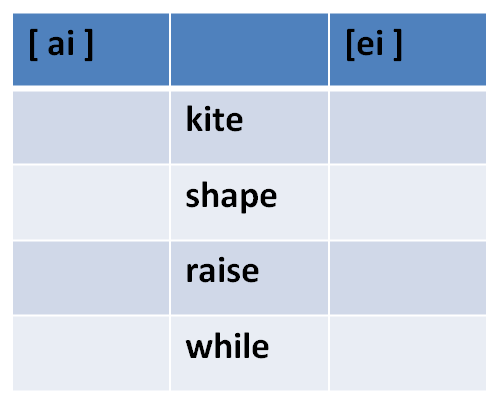 [ ai ] [ei ]
kite
shape
raise
while